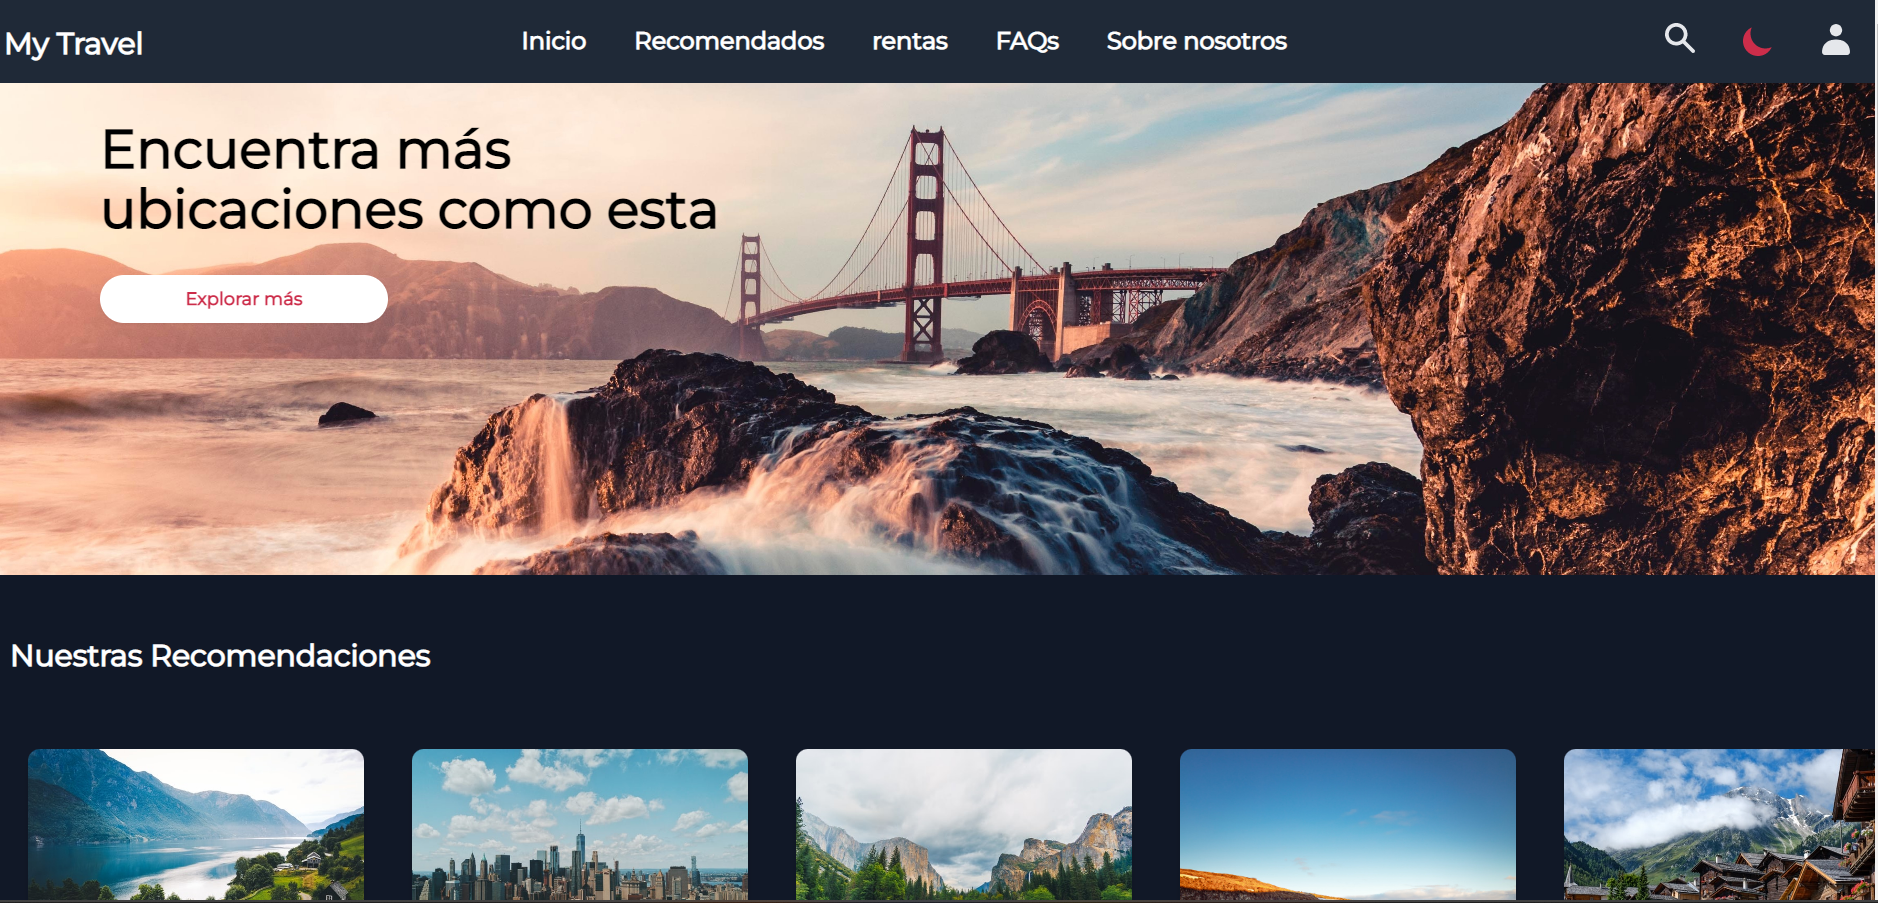 My Travel
Inicio
Recomendados
rentas
FAQs
Sobre nosotros
Encuentra más
ubicaciones como esta
Explorar más
Nuestras Recomendaciones